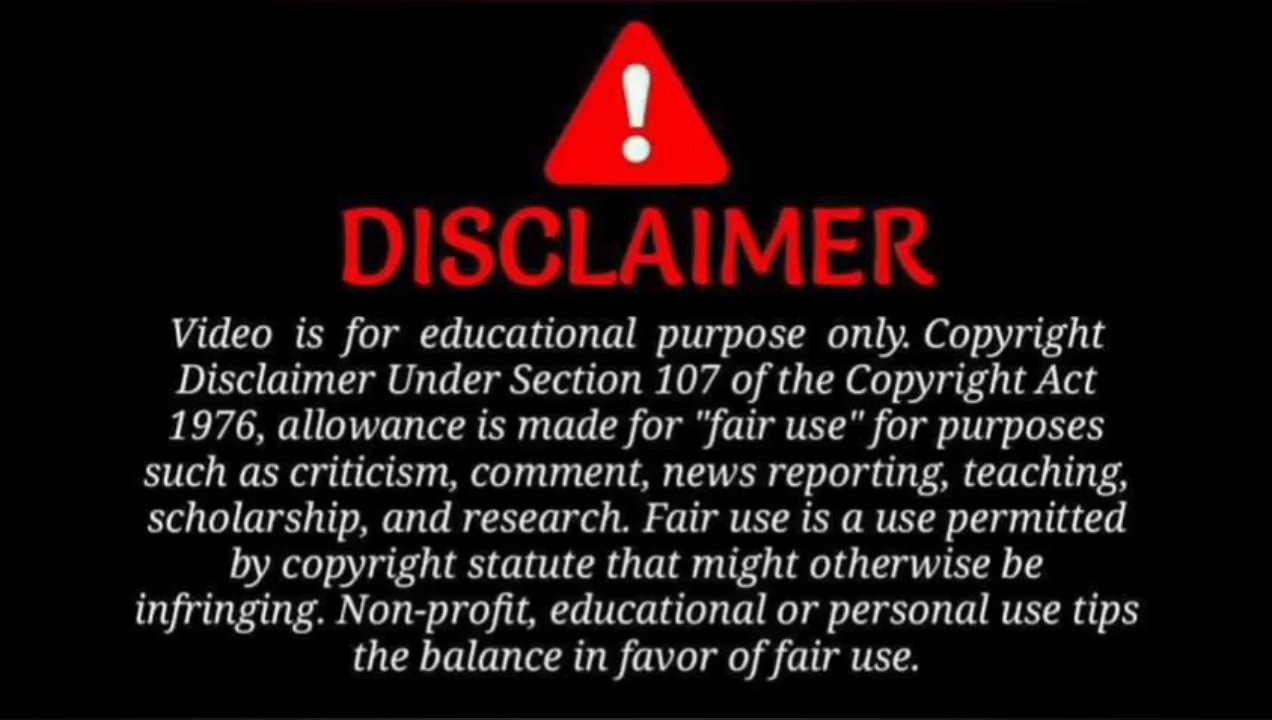 !
DISCLAIMER
Video is for educational purpose only. Copyright
Disclaimer Under Section 107 of the Copyright Act
1976, allowance is made for "fair use" for purposes
such as criticism, comment, news reporting, teaching,
scholarship, and research. Fair use is a use permitted
by copyright statute that might otherwise be
infringing. Non-profit, educational or personal use tips
the balance in favor of fair use.